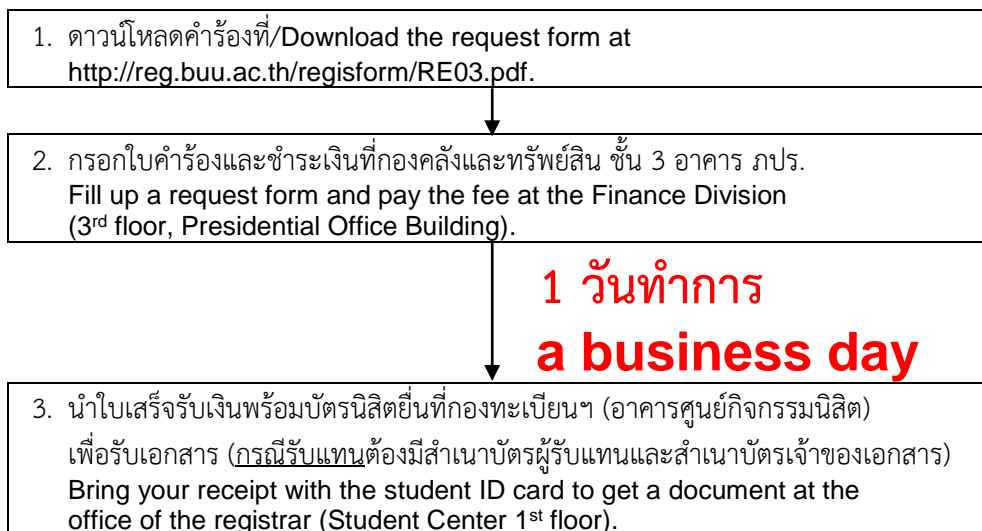 1. ดาวน์โหลดคำร้องที่/Download the request form at
http://reg.buu.ac.th/regisform/RE03.pdf.
2. กรอกใบคำร้องและชำระเงินที่กองคลังและทรัพย์สิน ชั้น 3 อาคาร ภปร.
Fill up a request form and pay the fee at the Finance Division
(3rd floor, Presidential Office Building).
1 วันทำการ
a business day
3. นำใบเสร็จรับเงินพร้อมบัตรนิสิตยื่นที่กองทะเบียนฯ (อาคารศูนย์กิจกรรมนิสิต)
เพื่อรับเอกสาร (กรณีรับแทนต้องมีสำเนาบัตรผู้รับแทนและสำเนาบัตรเจ้าของเอกสาร)
Bring your receipt with the student ID card to get a document at the
office of the registrar (Student Center 1st floor).